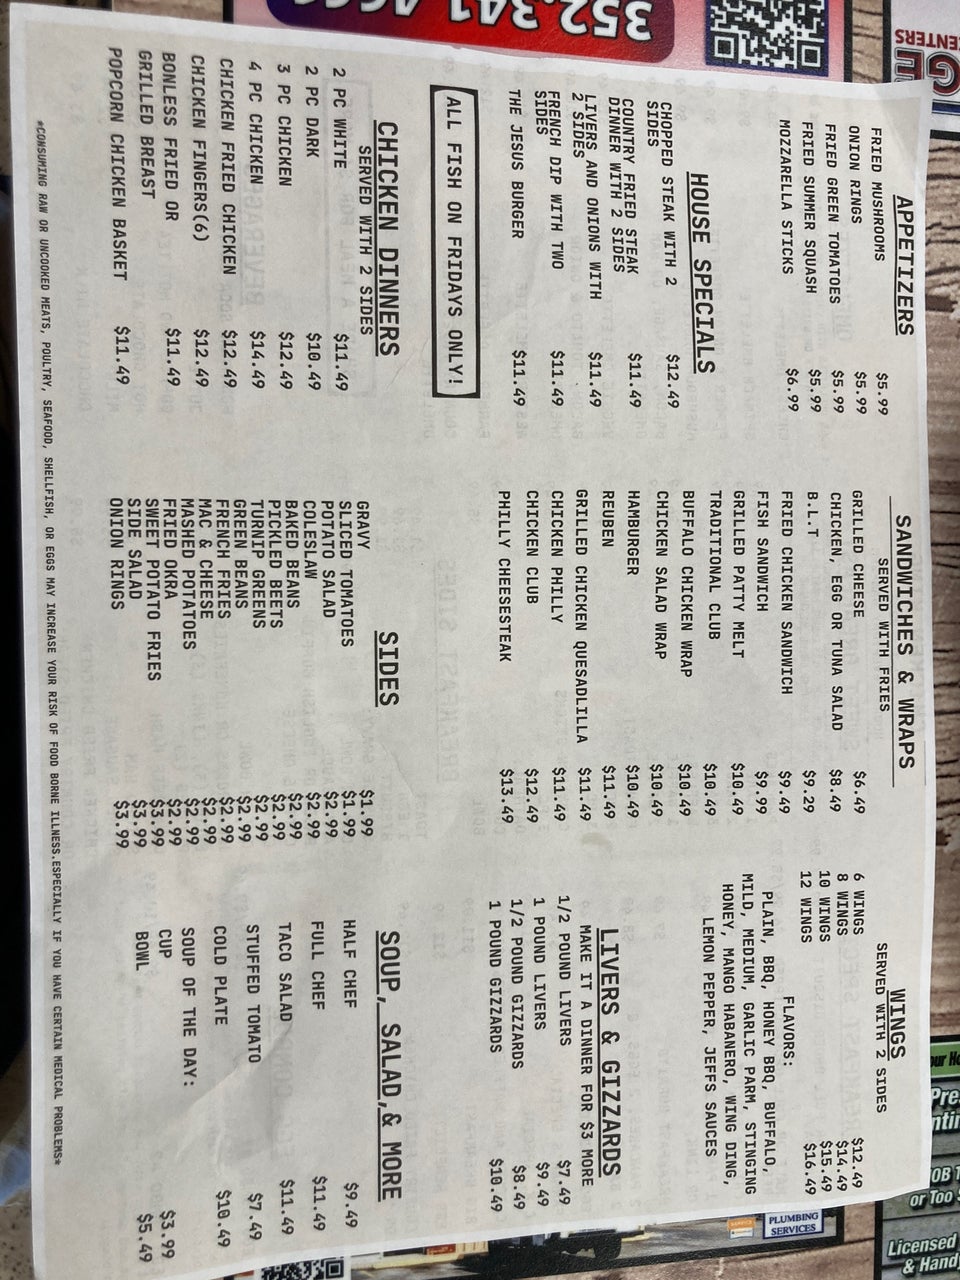 APPETIZERS
FRIED MUSHROOMS $5.99
ONION RINGS $5.99
FRIED GREEN TOMATOES $5.99
FRIED SUMMER SQUASH $5.99
MOZZARELLA STICKS $6.99
HOUSE SPECIALS
CHOPPED STEAK WITH 2 $12.49
SIDES
COUNTRY FRIED STEAK
DINNER WITH 2 SIDES $11.49
LIVERS AND ONIONS WITH
2 SIDES $11.49
FRENCH DIP WITH TWO
SIDES $11.49
THE JESUS BURGER $11.49
ALL FISH ON FRIDAYS ONLY!
CHICKEN DINNERS
SERVED WITH 2 SIDES
2 PC WHITE $11.49
2 PC DARK $10.49
3 PC CHICKEN $12.49
4 PC CHICKEN $14.49
CHICKEN FRIED CHICKEN $12.49
CHICKEN FINGERS(6) $12.49
BONLESS FRIED OR
GRILLED BREAST $11.49
POPCORN CHICKEN BASKET $11.49
SANDWICHES & WRAPS
SERVED WITH FRIES
GRILLED CHEESE $6.49
CHICKEN, EGG OR TUNA SALAD $8.49
B.L.T $9.29
FRIED CHICKEN SANDWICH $9.49
FISH SANDWICH $9.99
GRILLED PATTY MELT $10.49
TRADITIONAL CLUB $10.49
BUFFALO CHICKEN WRAP $10.49
CHICKEN SALAD WRAP $10.49
HAMBURGER $10.49
REUBEN $11.49
GRILLED CHICKEN QUESADLILLA $11.49
CHICKEN PHILLY $11.49
CHICKEN CLUB $12.49
PHILLY CHEESESTEAK $13.49
SIDES
GRAVY $1.99
SLICED TOMATOES $1.99
POTATO SALAD $2.99
COLESLAW $2.99
BAKED BEANS $2.99
PICKLED BEETS $2.99
TURNIP GREENS $2.99
GREEN BEANS $2.99
FRENCH FRIES $2.99
MAC & CHEESE $2.99
MASHED POTATOES $2.99
FRIED OKRA $2.99
SWEET POTATO FRIES $3.99
SIDE SALAD $3.99
ONION RINGS $3.99
WINGS
SERVED WITH 2 SIDES
6 WINGS $12.49
8 WINGS $14.49
10 WINGS $15.49
12 WINGS $16.49
FLAVORS:
PLAIN, BBQ, HONEY BBQ, BUFFALO,
MILD, MEDIUM, GARLIC PARM, STINGING
HONEY, MANGO HABANERO, WING DING,
LEMON PEPPER, JEFFS SAUCES
LIVERS & GIZZARDS
MAKE IT A DINNER FOR $3 MORE
1/2 POUND LIVERS $7.49
1 POUND LIVERS $9.49
1/2 POUND GIZZARDS $8.49
1 POUND GIZZARDS $10.49
SOUP, SALAD,& MORE
HALF CHEF $9.49
FULL CHEF $11.49
TACO SALAD $11.49
STUFFED TOMATO $7.49
COLD PLATE $10.49
SOUP OF THE DAY:
CUP $3.99
BOWL $5.49
*CONSUMING RAW OR UNCOOKED MEATS, POULTRY, SEAFOOD, SHELLFISH, OR EGGS MAY INCREASE YOUR RISK OF FOOD BORNE ILLNESS.ESPECIALLY IF YOU HAVE CERTAIN MEDICAL PROBLEMS*
352.341
CENTERS
PLUMBING
SERVICES
or Too
Licensed
& Hand